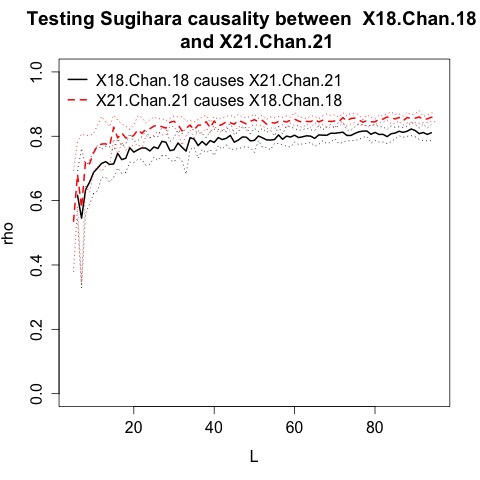 Testing Sugihara causality between  X18.Chan.18
and X21.Chan.21
X18.Chan.18 causes X21.Chan.21
X21.Chan.21 causes X18.Chan.18
1.0
0.8
0.6
0.4
0.2
0.0
rho
20 40 60 80
L